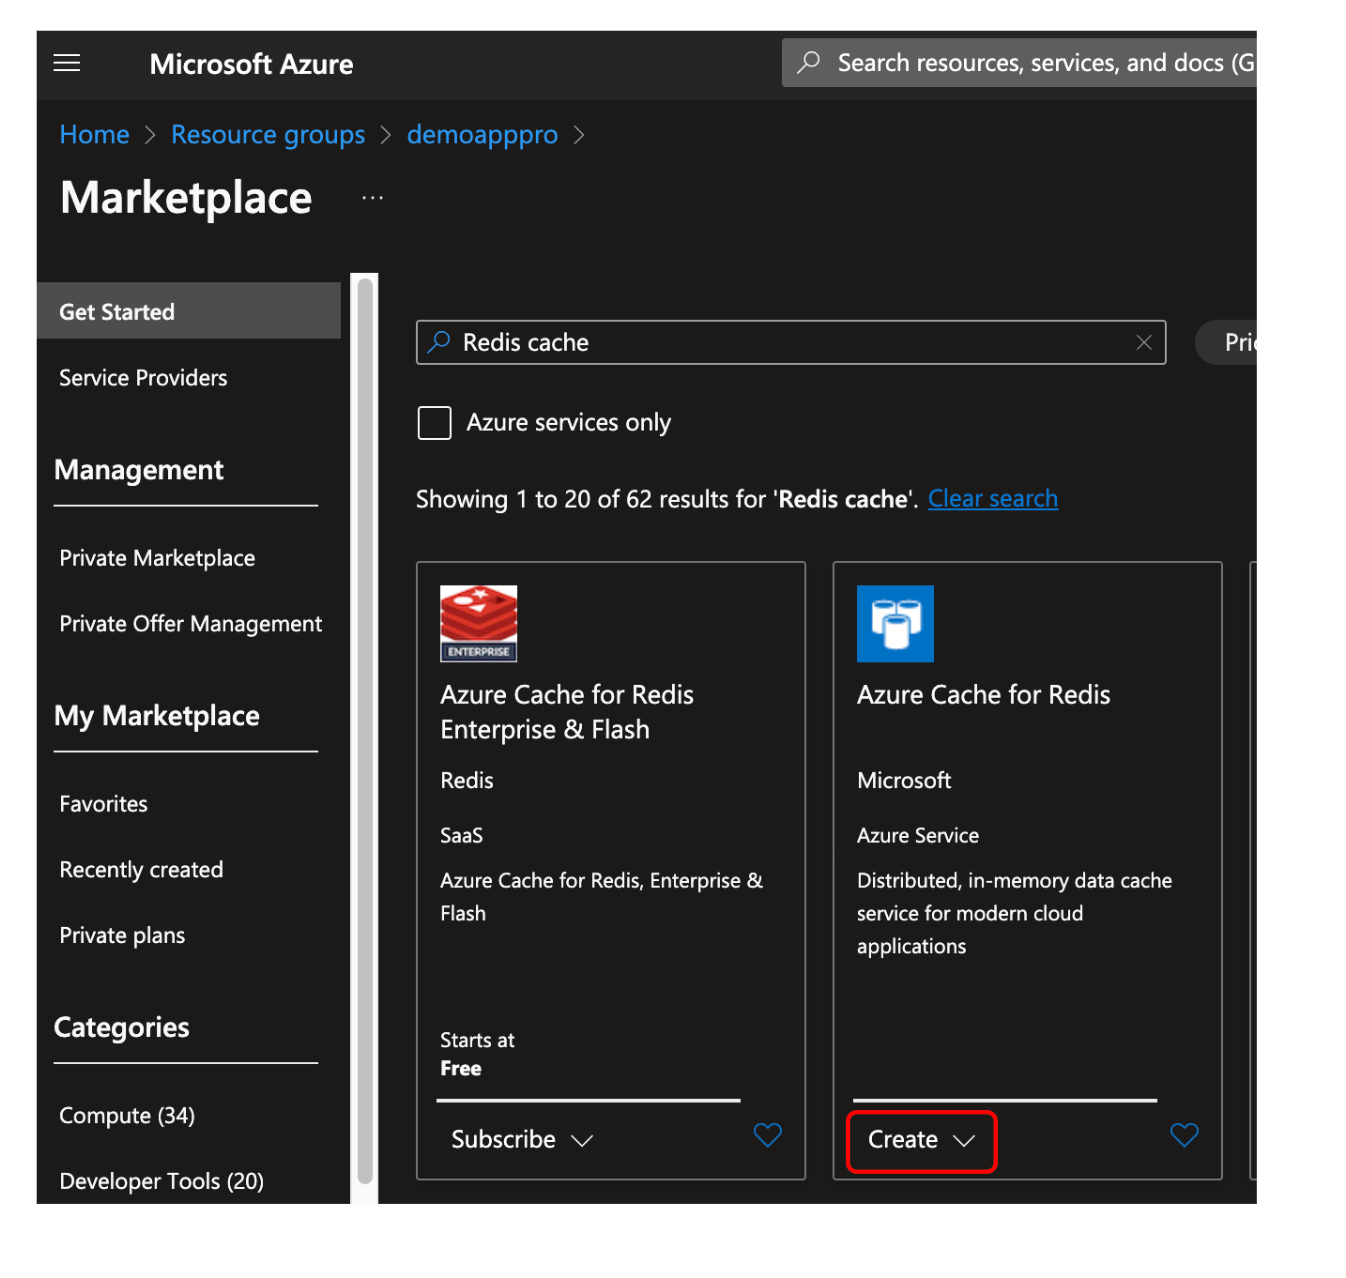 Microsoft Azure
Search resources, services, and docs (G
Home > Resource groups > demoapppro >
Marketplace ...
Get Started
Service Providers
Management
Private Marketplace
Private Offer Management
My Marketplace
Favorites
Recently created
Private plans
Categories
Compute (34)
Developer Tools (20)
Redis cache
Azure services only
Showing 1 to 20 of 62 results for 'Redis cache'. Clear search
ENTERPRISE
Azure Cache for Redis
Enterprise & Flash
Redis
SaaS
Azure Cache for Redis, Enterprise &
Flash
Starts at
Free
Subscribe
Azure Cache for Redis
Microsoft
Azure Service
Distributed, in-memory data cache
service for modern cloud
applications
Create